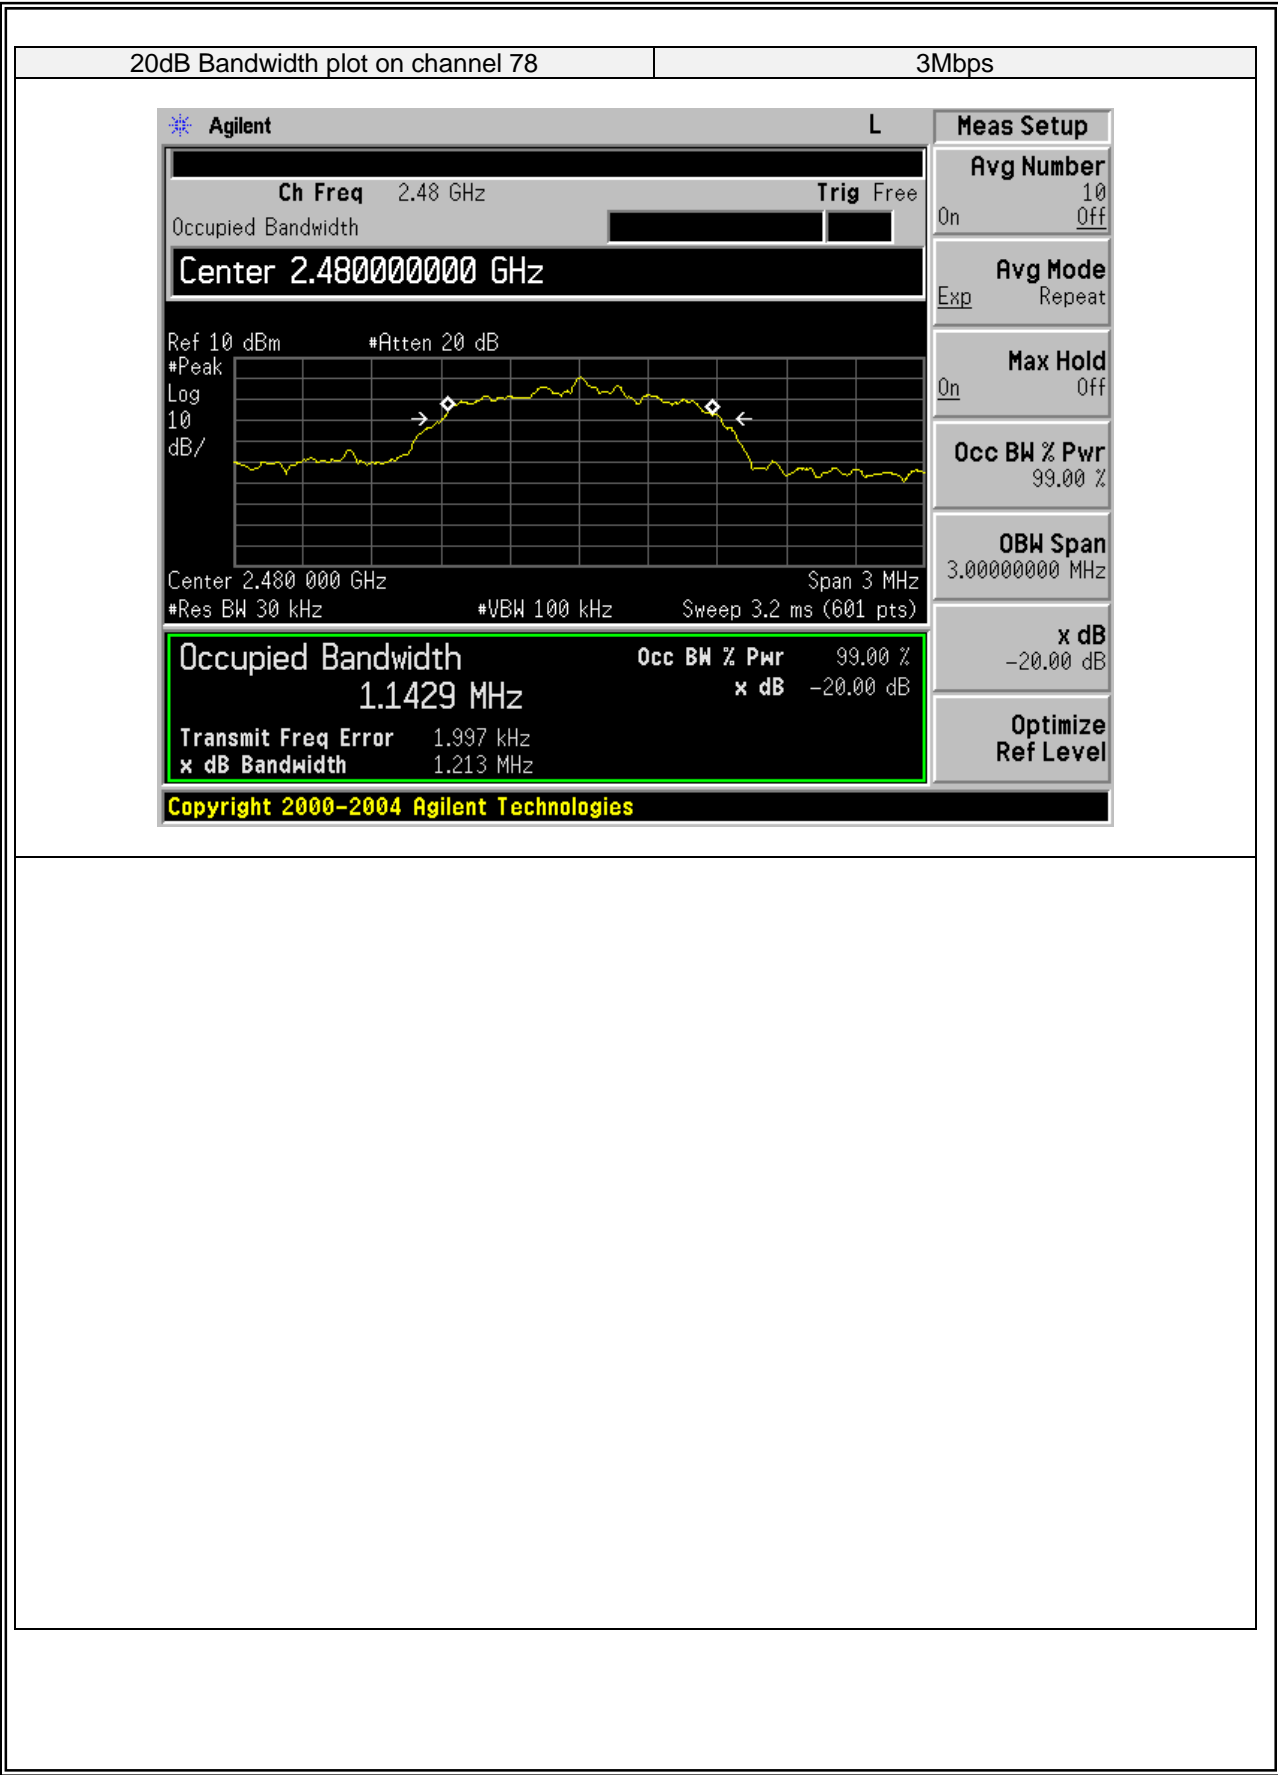 20dB Bandwidth plot on channel 78 3Mbps
Agilent L Meas Setup
Ch Freq 2.48 GHz Trig Free
Occupied Bandwidth
Center 2.480000000 GHz
Ref 10 dBm #Atten 20 dB
#Peak
Log
10
dB/
Center 2.480 000 GHz Span 3 MHz
#Res BW 30 kHz #VBW 100 kHz Sweep 3.2 ms (601 pts)
Occupied Bandwidth Occ BW % Pwr 99.00 %
1.1429 MHz x dB -20.00 dB
Transmit Freq Error 1.997 kHz
x dB Bandwidth 1.213 MHz
Copyright 2000-2004 Agilent Technologies
Avg Number
10
On Off
Avg Mode
Exp Repeat
Max Hold
On Off
Occ BW % Pwr
99.00 %
OBW Span
3.00000000 MHz
x dB
-20.00 dB
Optimize
Ref Level